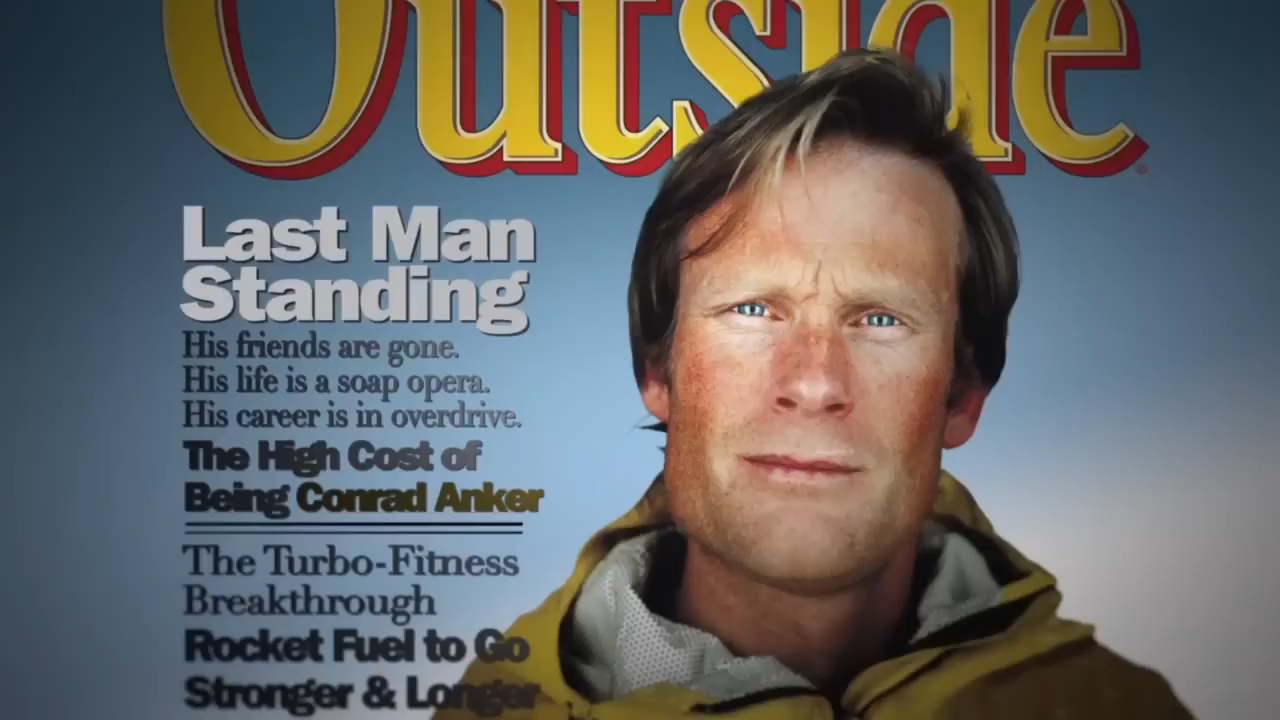 Outside
Last Man
Standing
His friends are gone.
His life is a soap opera.
His career is in overdrive.
The High Cost of
Being Conrad Anker
The Turbo-Fitness
Breakthrough
Rocket Fuel to Go
Stronger & Longer